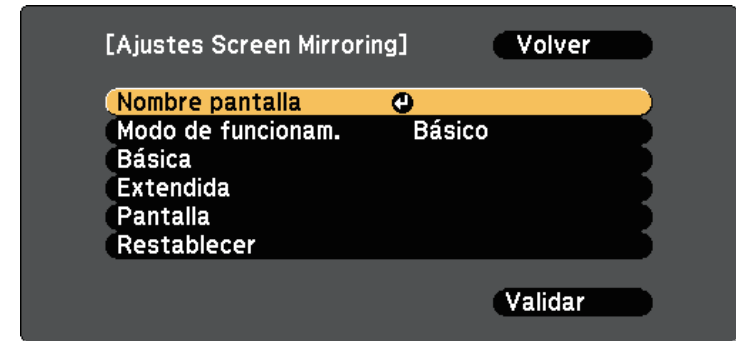 [Ajustes Screen Mirroring] Volver
Nombre pantalla
Modo de funcionam. Básico
Básica
Extendida
Pantalla
Restablecer
Validar